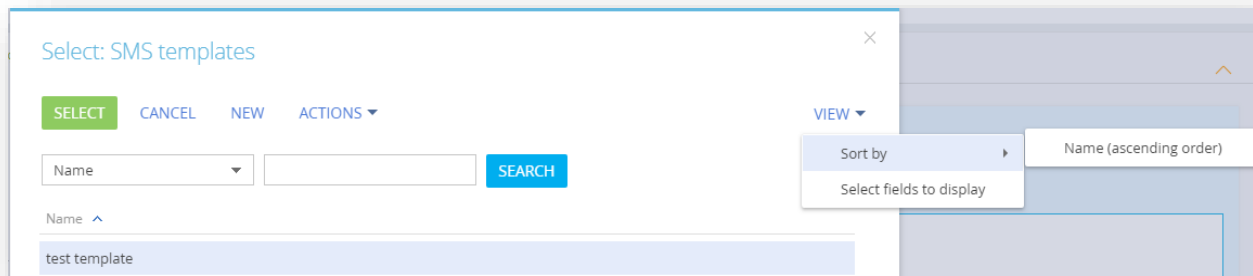 Select: SMS templates
SELECT CANCEL NEW ACTIONS VIEW
Sort by Name (ascending order)
Name SEARCH
Select fields to display
Name
test template